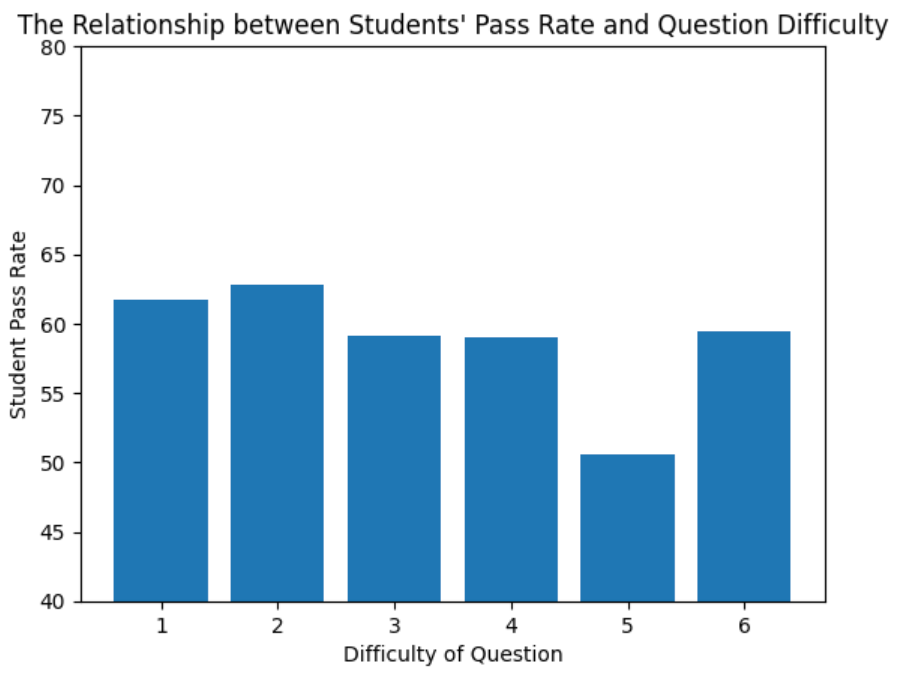 The Relationship between Students' Pass Rate and Question Difficulty
80
75
70
65
60
55
50
45
40
Student Pass Rate
1 2 3 4 5 6
Difficulty of Question